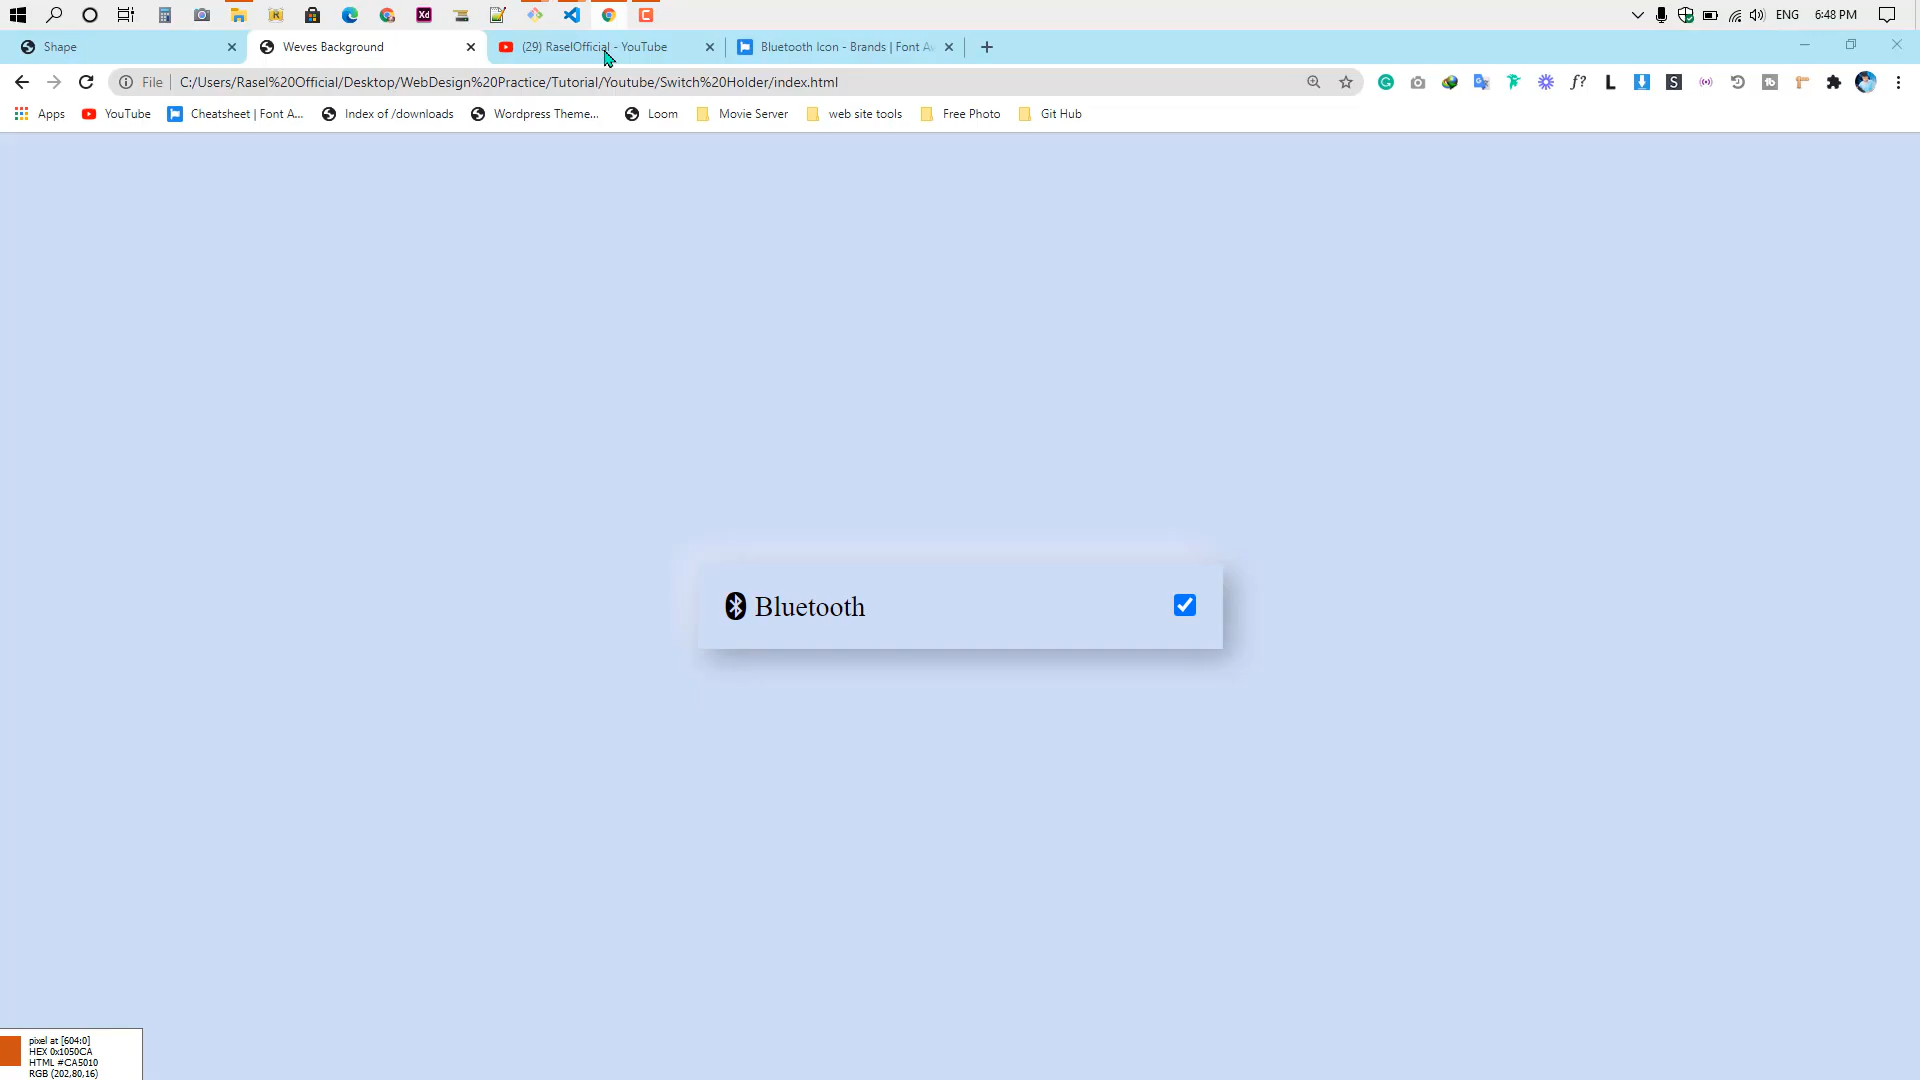 ENG 6:48 PM
Shape
Weves Background
(29) RaselOfficial - YouTube
Bluetooth Icon - Brands | Font Aw
File C:/Users/Rasel%20Official/Desktop/WebDesign%20Practice/Tutorial/Youtube/Switch%20Holder/index.html
Apps
YouTube
Cheatsheet | Font A...
Index of /downloads
Wordpress Theme...
Loom
Movie Server
web site tools
Free Photo
Git Hub
Bluetooth
pixel at [604:0]
HEX 0x1050CA
HTML #CA5010
RGB (202,80,16)